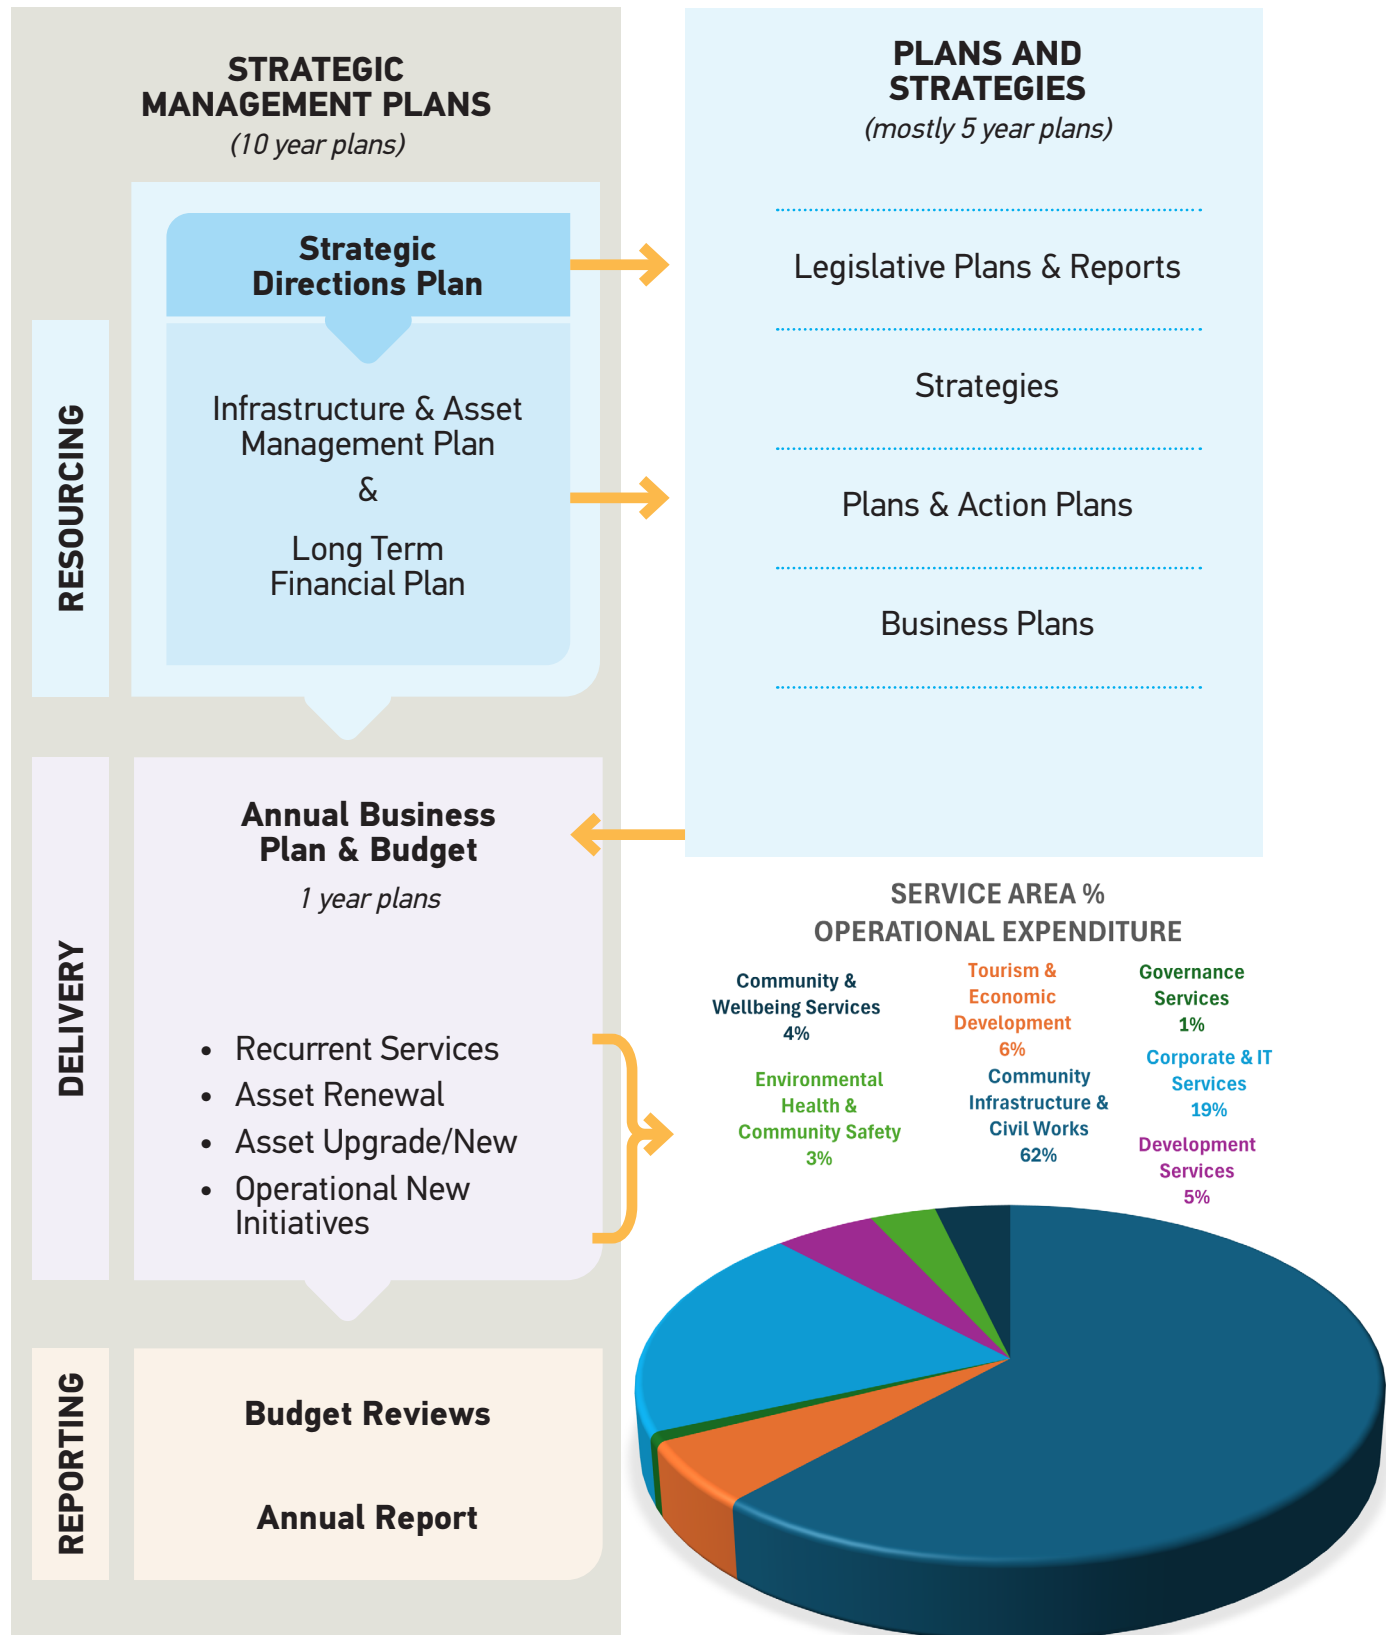 STRATEGIC
MANAGEMENT PLANS
(10 year plans)
Strategic
Directions Plan
RESOURCING
Infrastructure & Asset
Management Plan
&
Long Term
Financial Plan
DELIVERY
Annual Business
Plan & Budget
1 year plans
• Recurrent Services
• Asset Renewal
• Asset Upgrade/New
• Operational New
Initiatives
REPORTING
Budget Reviews
Annual Report
PLANS AND
STRATEGIES
(mostly 5 year plans)
Legislative Plans & Reports
Strategies
Plans & Action Plans
Business Plans
SERVICE AREA %
OPERATIONAL EXPENDITURE
Community &
Wellbeing Services
4%
Tourism &
Economic
Development
6%
Governance
Services
1%
Environmental
Health &
Community Safety
3%
Community
Infrastructure &
Civil Works
62%
Corporate & IT
Services
19%
Development
Services
5%